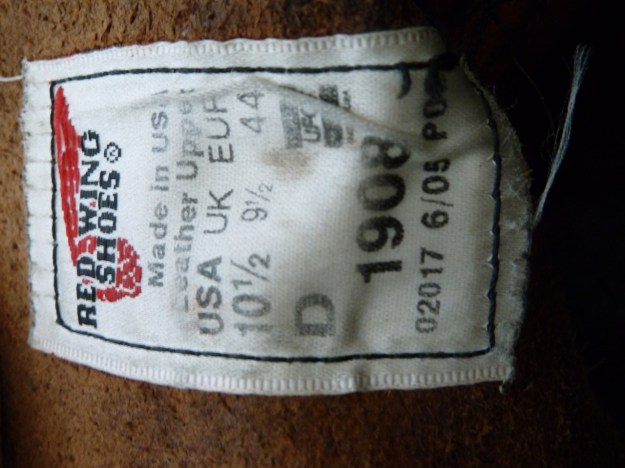 RED WING
SHOES®
Made in USA
Leather Upper
USA UK EUR
10½ 9½ 44
D
1908
02017 6/05